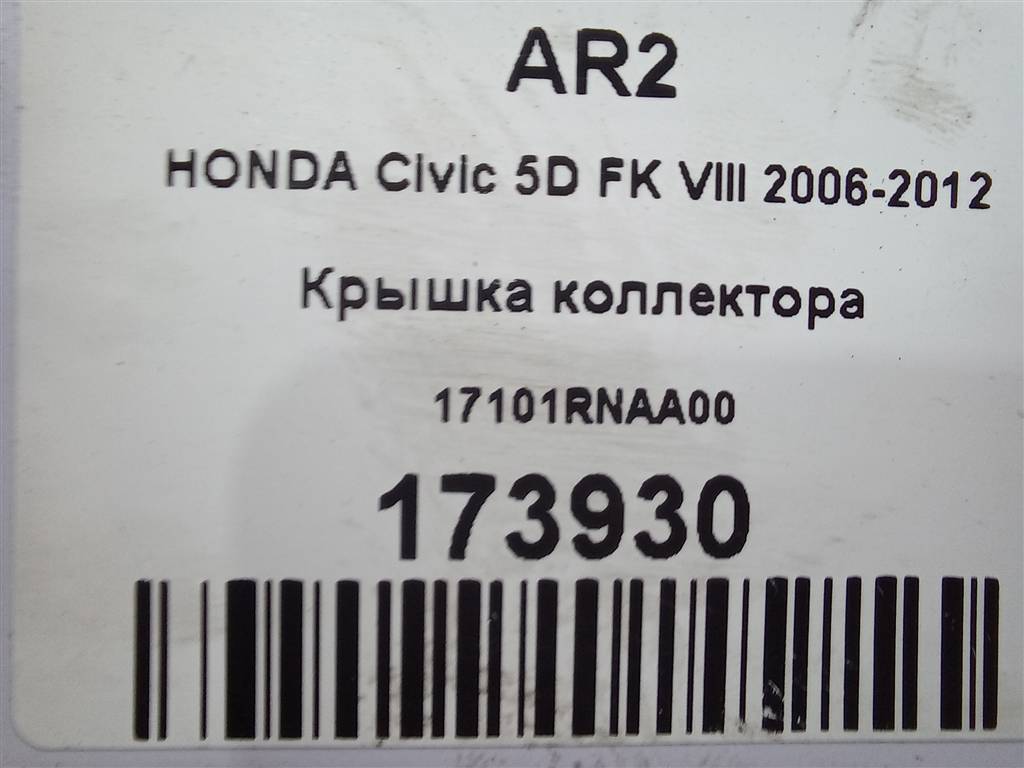 AR2
HONDA Civic 5D FK VIII 2006-2012
Крышка коллектора
17101RNAA00
173930